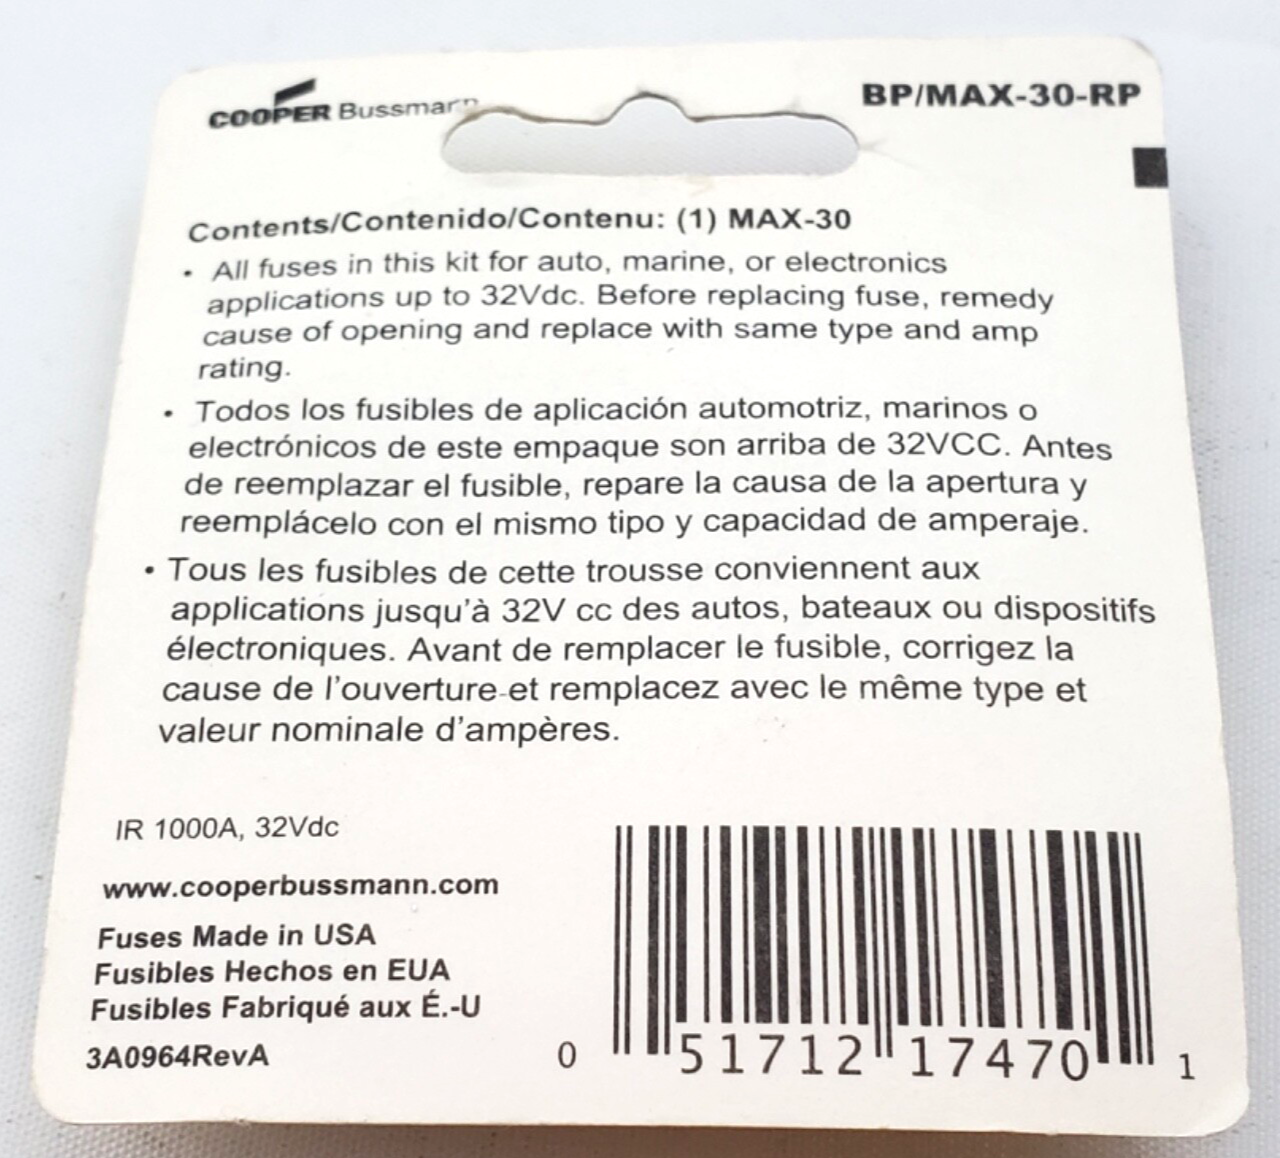 COOPER Bussmann
BP/MAX-30-RP
Contents/Contenido/Contenu: (1) MAX-30
• All fuses in this kit for auto, marine, or electronics
applications up to 32Vdc. Before replacing fuse, remedy
cause of opening and replace with same type and amp
rating.
• Todos los fusibles de aplicación automotriz, marinos o
electrónicos de este empaque son arriba de 32VCC. Antes
de reemplazar el fusible, repare la causa de la apertura y
reemplácelo con el mismo tipo y capacidad de amperaje.
• Tous les fusibles de cette trousse conviennent aux
applications jusqu'à 32V cc des autos, bateaux ou dispositifs
électroniques. Avant de remplacer le fusible, corrigez la
cause de l'ouverture et remplacez avec le même type et
valeur nominale d'ampères.
IR 1000A, 32Vdc
www.cooperbussmann.com
Fuses Made in USA
Fusibles Hechos en EUA
Fusibles Fabriqué aux É.-U
3A0964RevA
0 51712 17470 1